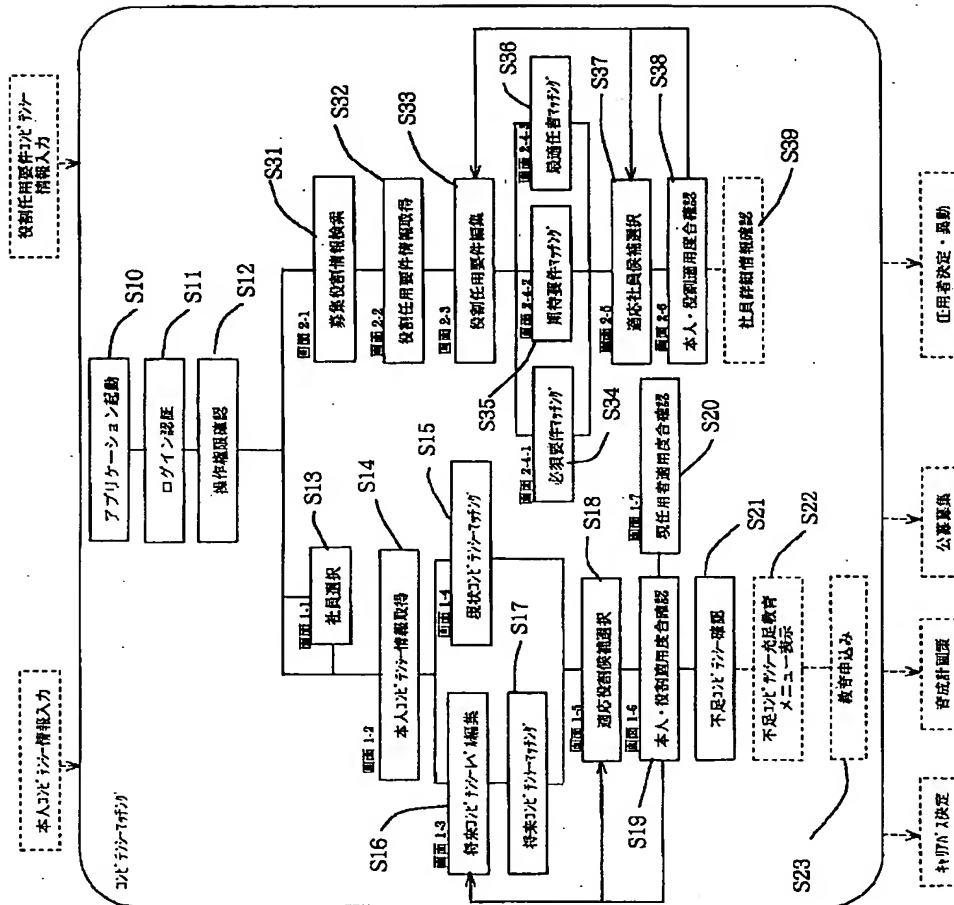 役割任用要件コンピテンシー
情報入力
本人コンピテンシー情報入力
コンピテンシーマッチング
アプリケーション起動
S10
ログイン認証
S11
操作権限確認
S12
画面 1-1
社員選択
S13
画面 1-2
本人コンピテンシー情報取得
S14
画面 1-4
現状コンピテンシーマッチング
S15
画面 1-3
将来コンピテンシーレベル編集
S16
将来コンピテンシーマッチング
S17
画面 1-5
適応役割候補選択
S18
画面 1-6
本人・役割適用度合確認
S19
画面 1-7
現任用者適用度合確認
S20
不足コンピテンシー確認
S21
不足コンピテンシー充足教育
メニュー表示
S22
教育申込み
S23
画面 2-1
募集役割情報検索
S31
画面 2-2
役割任用要件情報取得
S32
画面 2-3
役割任用要件編集
S33
画面 2-4-1
必須要件マッチング
S34
画面 2-4-2
期待要件マッチング
S35
画面 2-4-3
最適任者マッチング
S36
画面 2-5
適応社員候補選択
S37
画面 2-6
本人・役割適用度合確認
S38
社員詳細情報確認
S39
キャリアパス決定
育成計画策
公募募集
任用者決定・異動